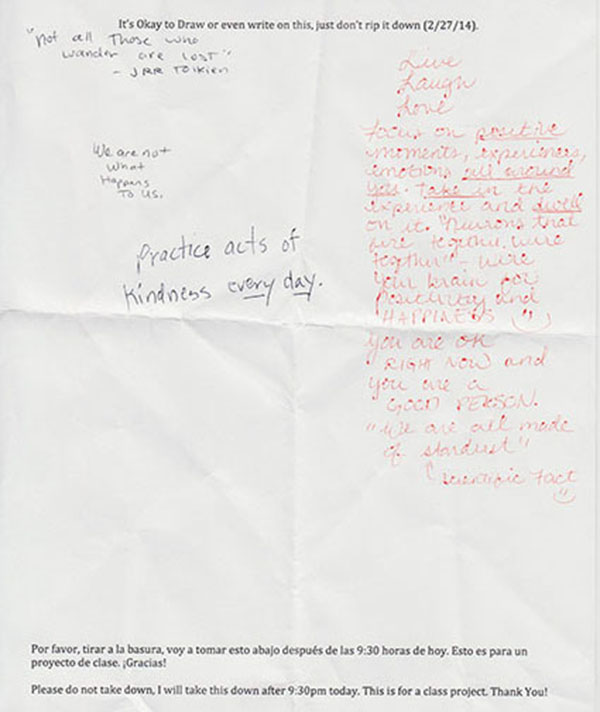 It's Okay to Draw or even write on this, just don't rip it down (2/27/14).
"Not all Those who
wander are lost"
- JRR Tolkien
We are not
what
Happens
To us.
Practice acts of
kindness every day.
Live
Laugh
Love
Focus on positive
moments, experiences,
emotions all around
you. Take in the
experience and dwell
on it. "Neurons that
fire together, wire
together" - wire
your brain for
Positivity and
HAPPINESS
You are OK
RIGHT NOW and
you are a
GOOD PERSON.
"We are all made
of stardust"
scientific fact
Por favor, tirar a la basura, voy a tomar esto abajo después de las 9:30 horas de hoy. Esto es para un
proyecto de clase. ¡Gracias!
Please do not take down, I will take this down after 9:30pm today. This is for a class project. Thank You!